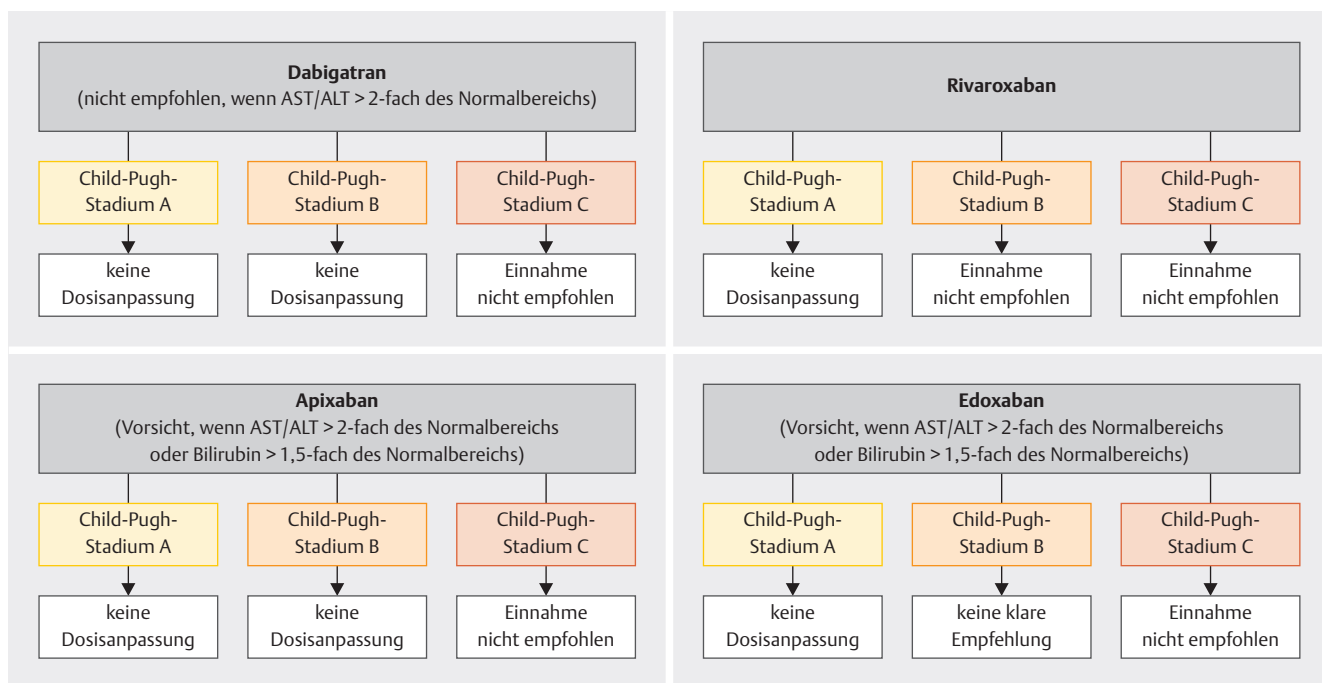 Dabigatran
(nicht empfohlen, wenn AST/ALT > 2-fach des Normalbereichs)
Child-Pugh-
Stadium A
Child-Pugh-
Stadium B
Child-Pugh-
Stadium C
keine
Dosisanpassung
keine
Dosisanpassung
Einnahme
nicht empfohlen
Rivaroxaban
Child-Pugh-
Stadium A
Child-Pugh-
Stadium B
Child-Pugh-
Stadium C
keine
Dosisanpassung
Einnahme
nicht empfohlen
Einnahme
nicht empfohlen
Apixaban
(Vorsicht, wenn AST/ALT > 2-fach des Normalbereichs
oder Bilirubin > 1,5-fach des Normalbereichs)
Child-Pugh-
Stadium A
Child-Pugh-
Stadium B
Child-Pugh-
Stadium C
keine
Dosisanpassung
keine
Dosisanpassung
Einnahme
nicht empfohlen
Edoxaban
(Vorsicht, wenn AST/ALT > 2-fach des Normalbereichs
oder Bilirubin > 1,5-fach des Normalbereichs)
Child-Pugh-
Stadium A
Child-Pugh-
Stadium B
Child-Pugh-
Stadium C
keine
Dosisanpassung
keine klare
Empfehlung
Einnahme
nicht empfohlen